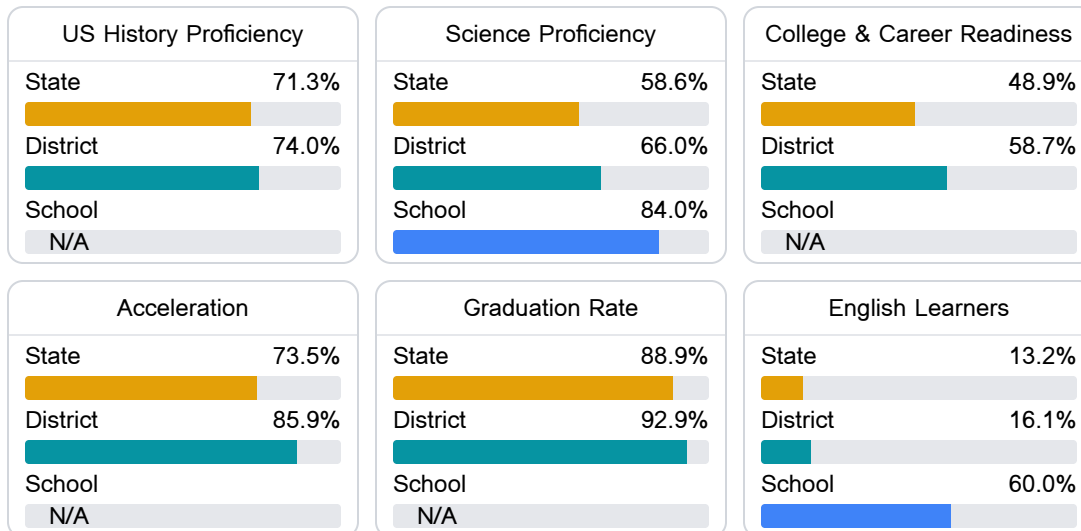 US History Proficiency
State 71.3%
District 74.0%
School
N/A
Science Proficiency
State 58.6%
District 66.0%
School 84.0%
College & Career Readiness
State 48.9%
District 58.7%
School
N/A
Acceleration
State 73.5%
District 85.9%
School
N/A
Graduation Rate
State 88.9%
District 92.9%
School
N/A
English Learners
State 13.2%
District 16.1%
School 60.0%